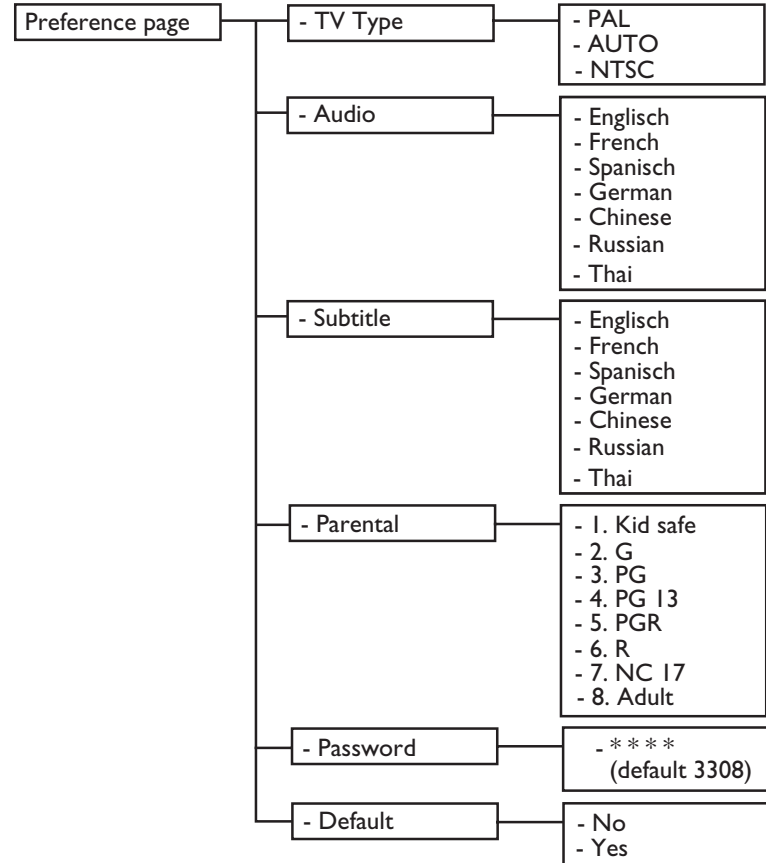 Preference page
- TV Type
- PAL
- AUTO
- NTSC
- Audio
- Englisch
- French
- Spanisch
- German
- Chinese
- Russian
- Thai
- Subtitle
- Englisch
- French
- Spanisch
- German
- Chinese
- Russian
- Thai
- Parental
- 1. Kid safe
- 2. G
- 3. PG
- 4. PG 13
- 5. PGR
- 6. R
- 7. NC 17
- 8. Adult
- Password
- * * * *
(default 3308)
- Default
- No
- Yes